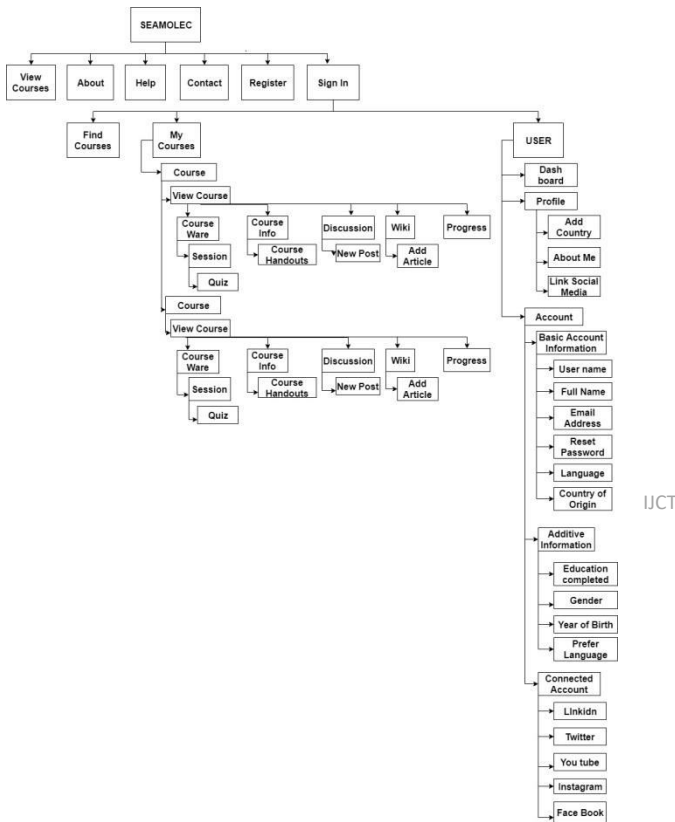 SEAMOLEC
View
Courses
About
Help
Contact
Register
Sign In
Find
Courses
My
Courses
USER
Course
View Course
Course
Ware
Course
Info
Discussion
Wiki
Progress
Session
Course
Handouts
New Post
Add
Article
Quiz
Course
View Course
Course
Ware
Course
Info
Discussion
Wiki
Progress
Session
Course
Handouts
New Post
Add
Article
Quiz
Dash
board
Profile
Add
Country
About Me
Link Social
Media
Account
Basic Account
Information
User name
Full Name
Email
Address
Reset
Password
Language
Country of
Origin
IJCT
Additive
Information
Education
completed
Gender
Year of Birth
Prefer
Language
Connected
Account
LInkidn
Twitter
You tube
Instagram
Face Book